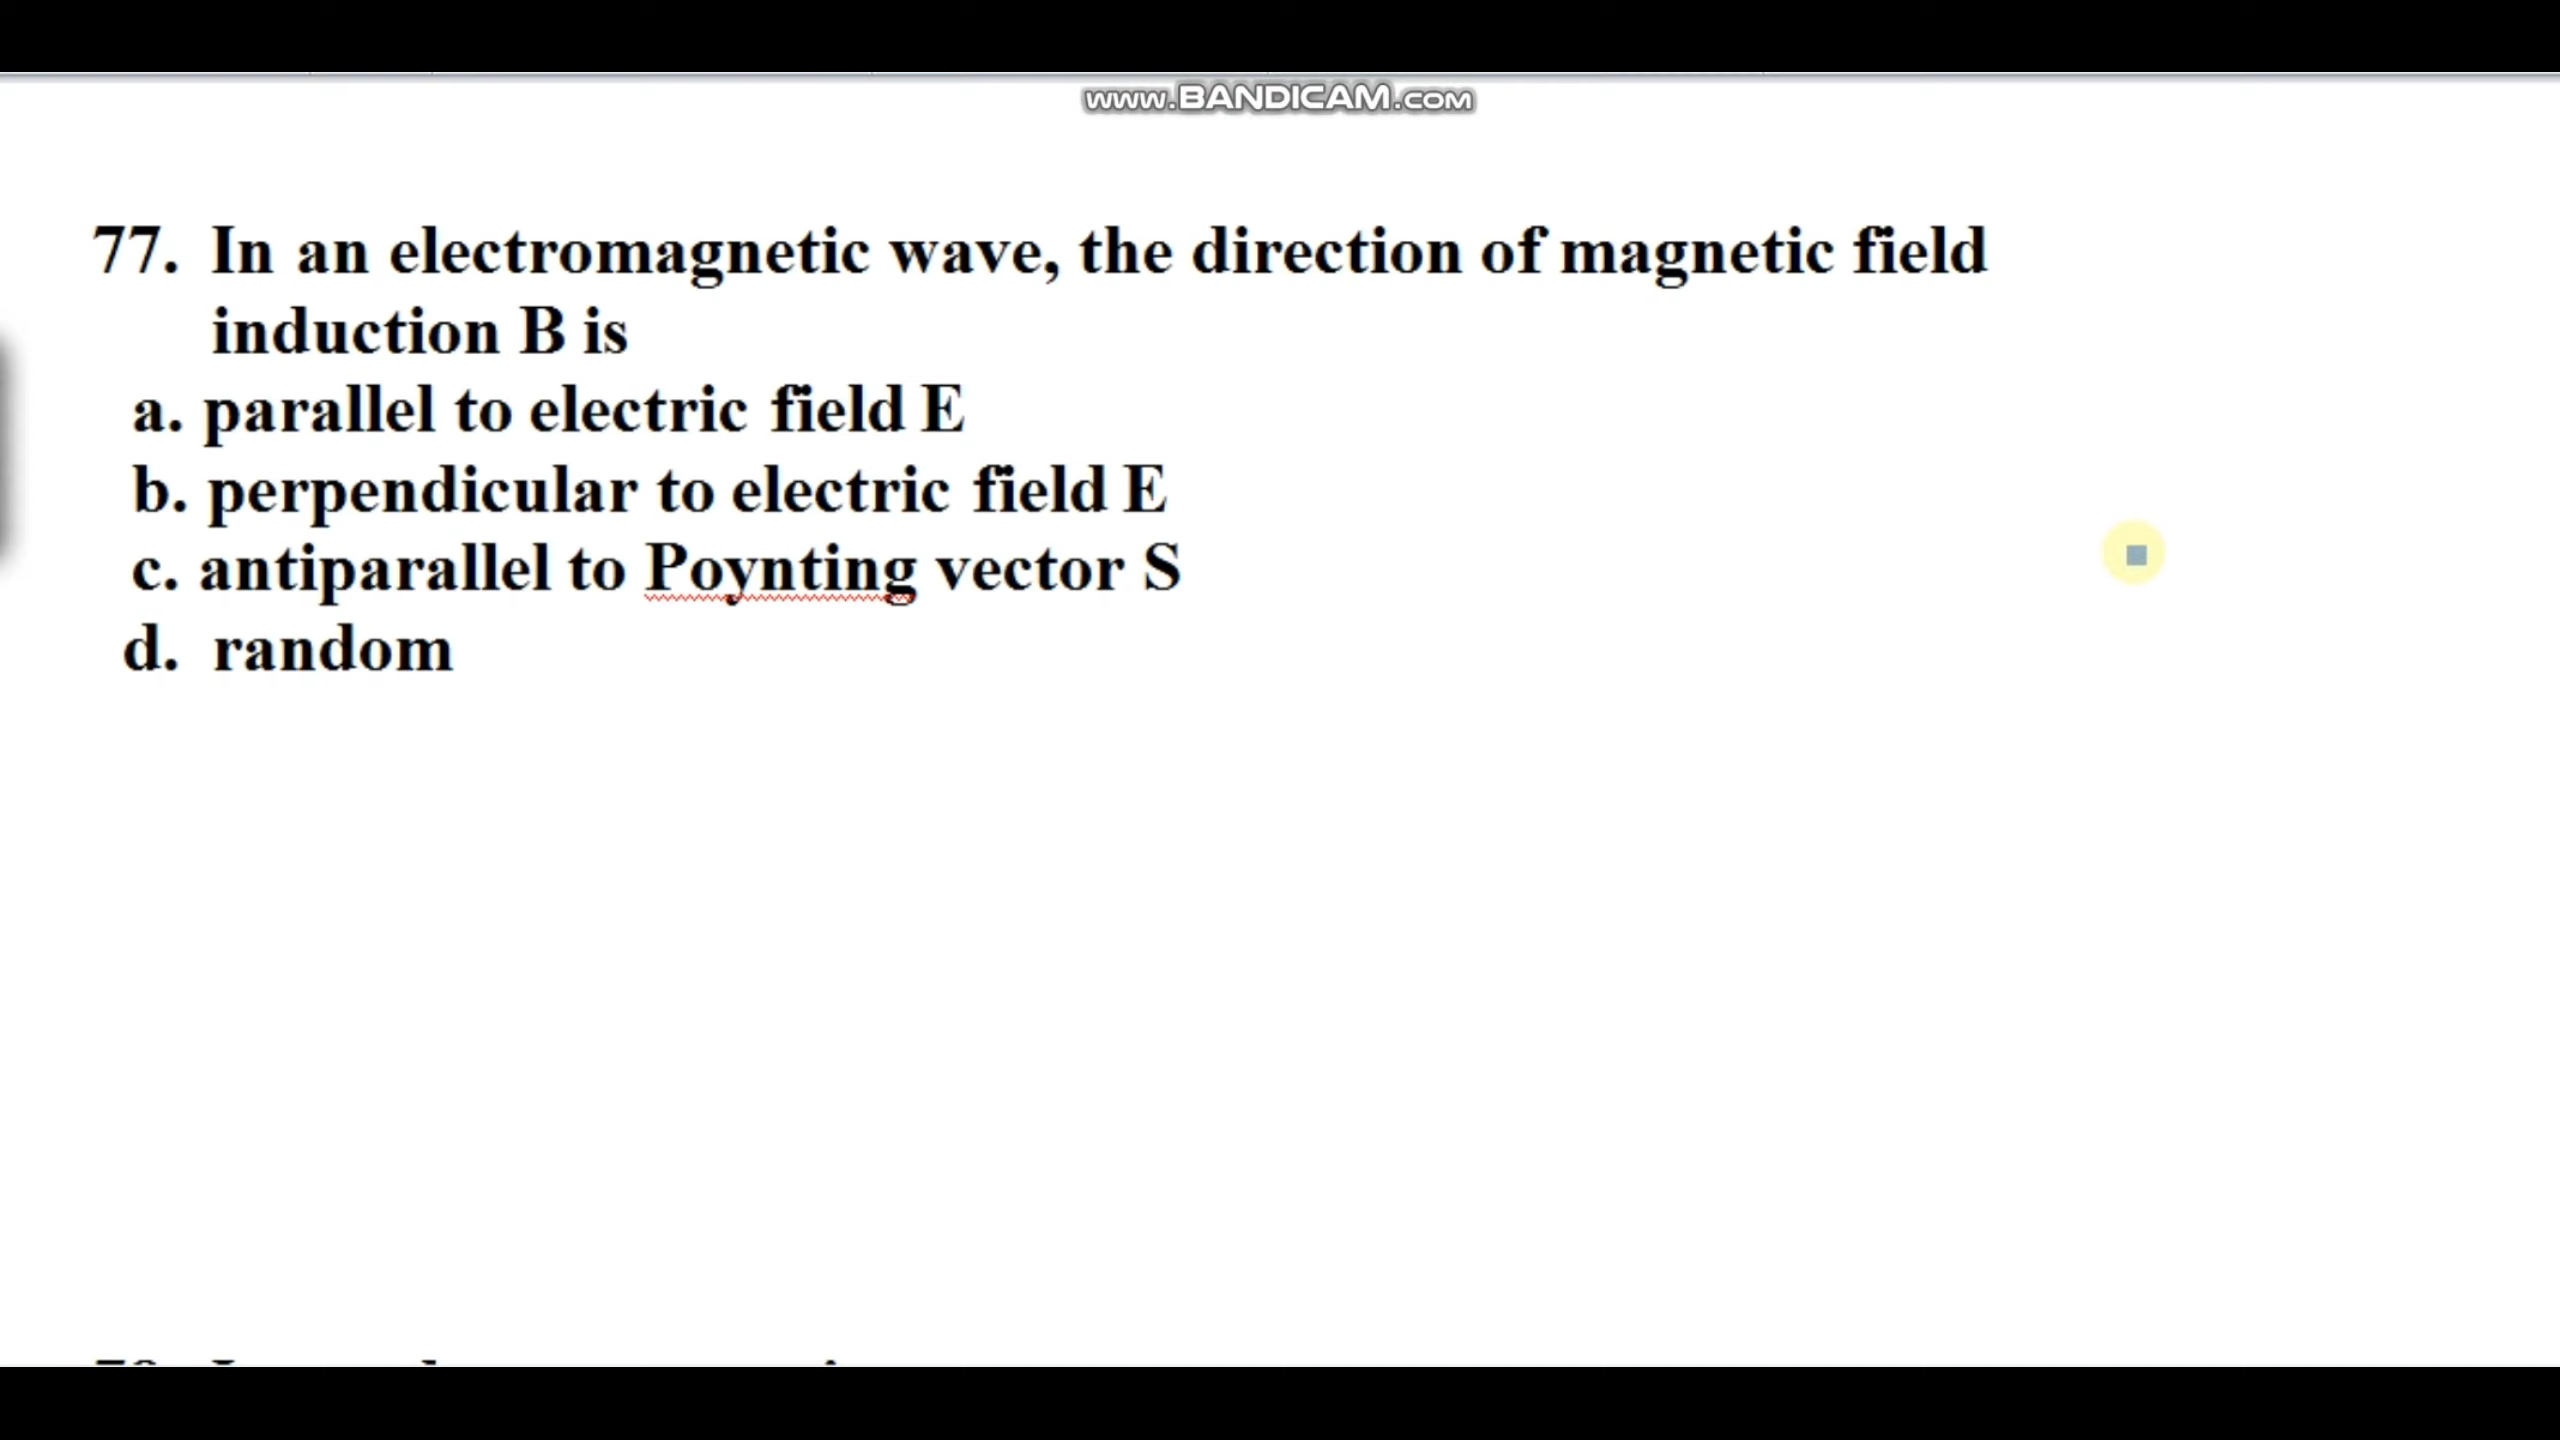 www.BANDICAM.com
77. In an electromagnetic wave, the direction of magnetic field
induction B is
a. parallel to electric field E
b. perpendicular to electric field E
c. antiparallel to Poynting vector S
d. random